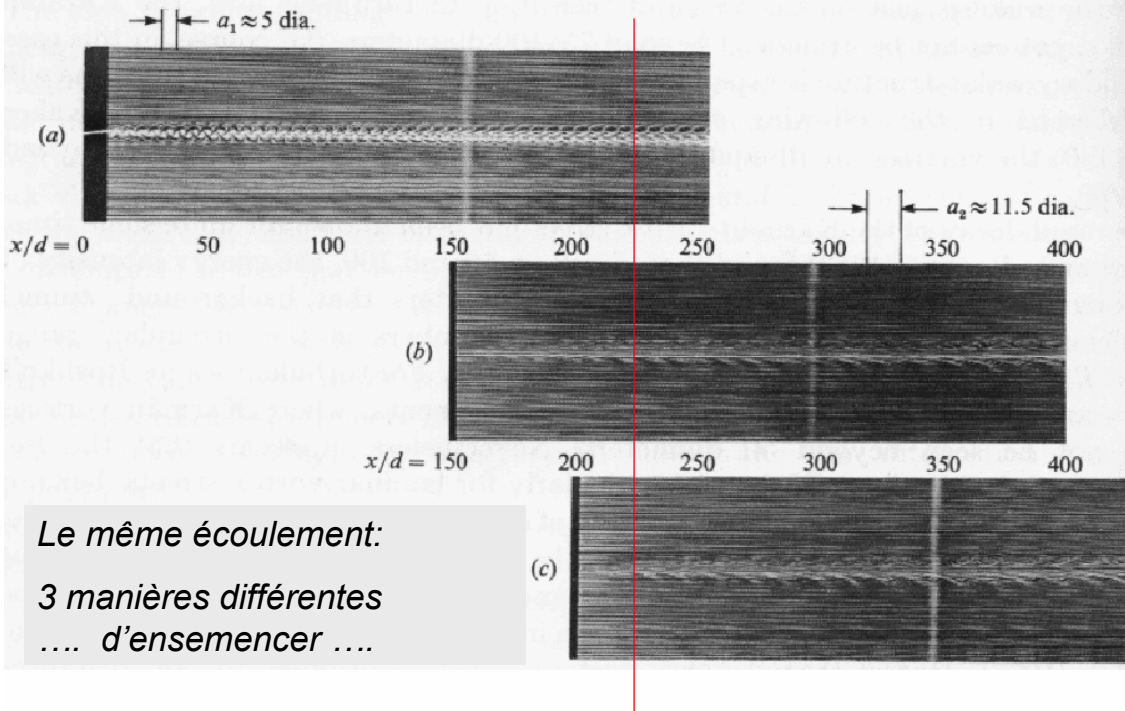 a₁ ≈ 5 dia.
(a)
x/d = 0 50 100 150 200 250 300 350 400
a₂ ≈ 11.5 dia.
(b)
x/d = 150 200 250 300 350 400
(c)
Le même écoulement:
3 manières différentes
…. d'ensemencer ….